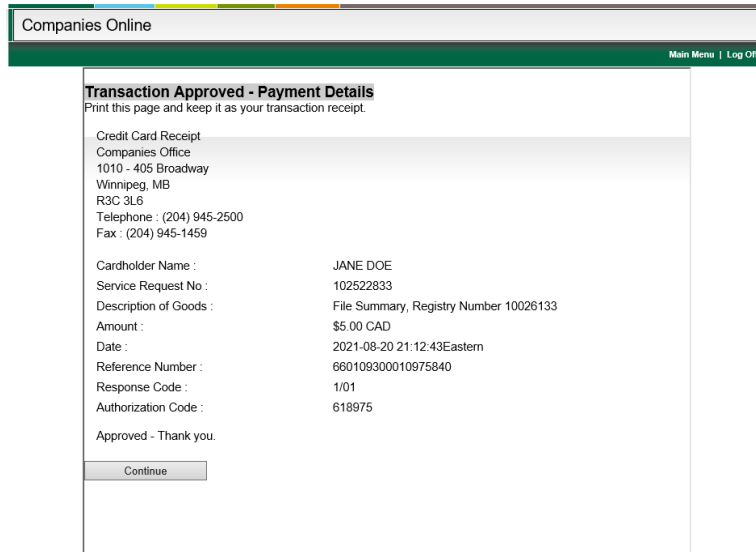 Companies Online
Main Menu | Log Off
Transaction Approved - Payment Details
Print this page and keep it as your transaction receipt.
Credit Card Receipt
Companies Office
1010 - 405 Broadway
Winnipeg, MB
R3C 3L6
Telephone : (204) 945-2500
Fax : (204) 945-1459
Cardholder Name : JANE DOE
Service Request No : 102522833
Description of Goods : File Summary, Registry Number 10026133
Amount : $5.00 CAD
Date : 2021-08-20 21:12:43Eastern
Reference Number : 660109300010975840
Response Code : 1/01
Authorization Code : 618975
Approved - Thank you.
Continue